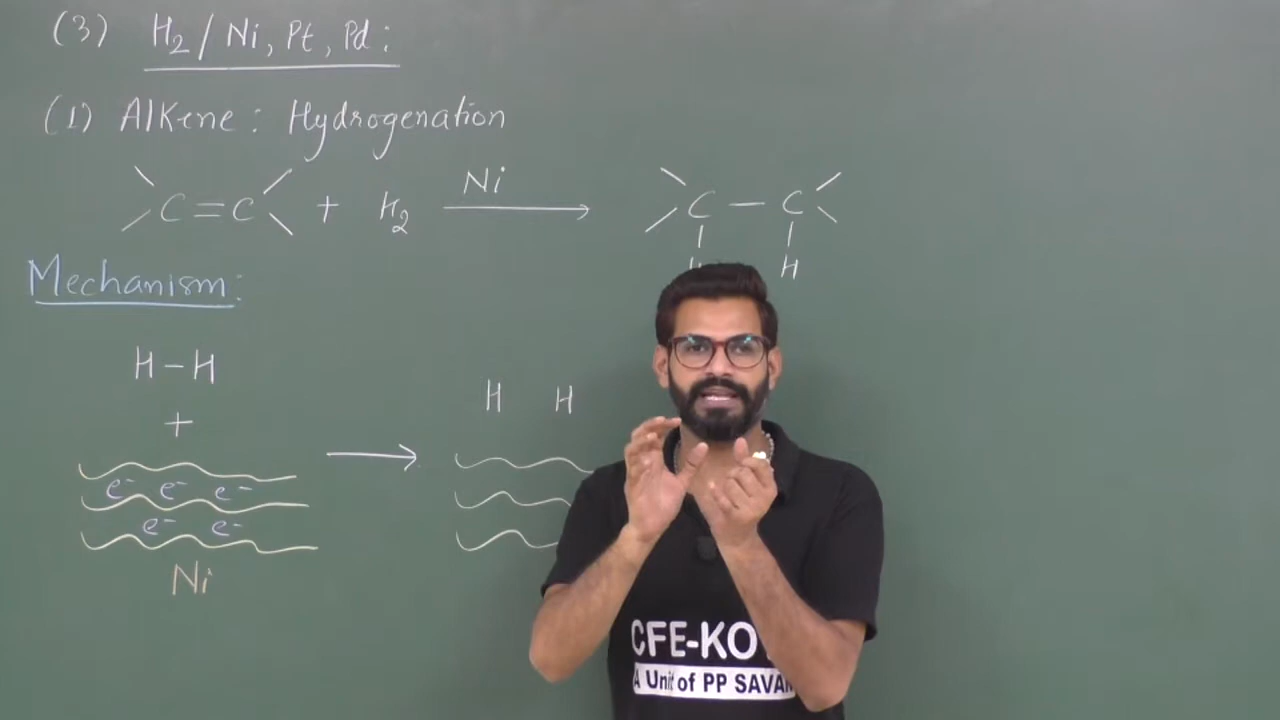 (3) H₂/Ni, Pt, Pd:
(1) Alkene: Hydrogenation
C=C + H₂ Ni → C – C
H H
Mechanism:
H–H
+
e⁻ e⁻ e⁻
e⁻ e⁻
Ni
→
H H
CFE-KO
A Unit of PP SAVAN